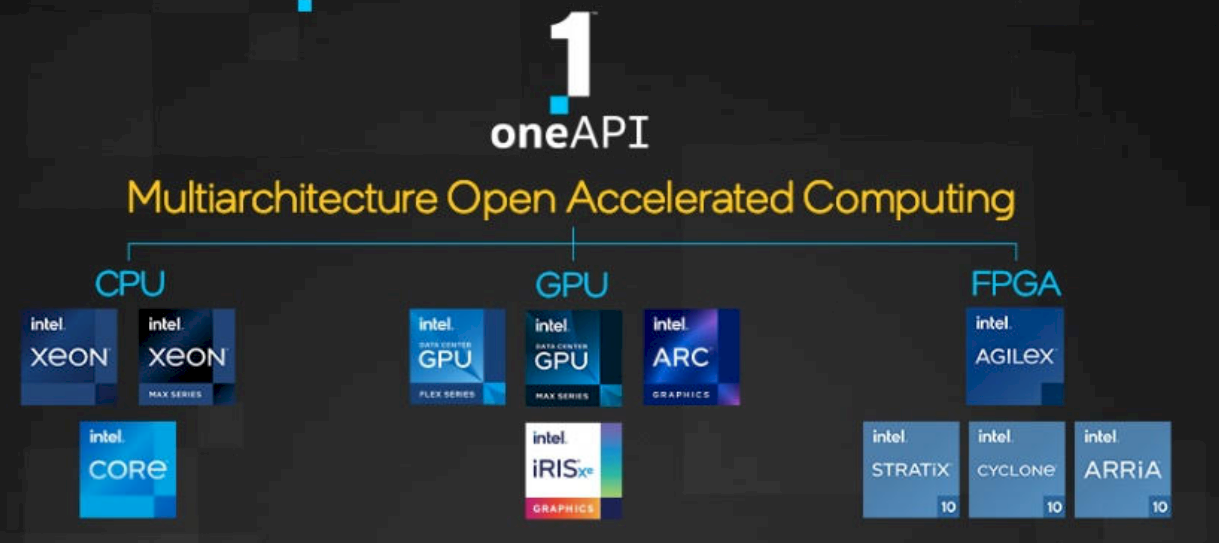 1
oneAPI
Multiarchitecture Open Accelerated Computing
CPU
GPU
FPGA
intel.
xeon
intel.
xeon
MAX SERIES
intel.
CORe
intel.
DATA CENTER
GPU
FLEX SERIES
intel.
DATA CENTER
GPU
MAX SERIES
intel.
ARC
GRAPHICS
intel.
iRIS Xe
GRAPHICS
intel.
AGILeX
intel.
STRATiX
10
intel.
CYCLONe
10
intel.
ARRiA
10